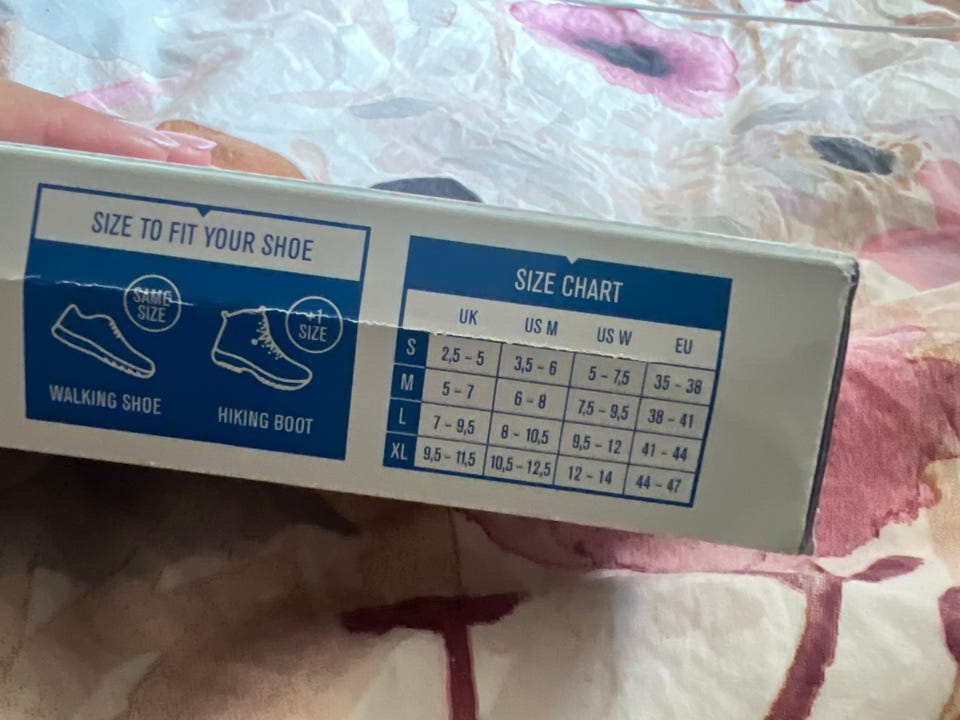 SIZE TO FIT YOUR SHOE
SAME
SIZE
+1
SIZE
WALKING SHOE
HIKING BOOT
SIZE CHART
UK US M US W EU
S 2,5 - 5 3,5 - 6 5 - 7,5 35 - 38
M 5 - 7 6 - 8 7,5 - 9,5 38 - 41
L 7 - 9,5 8 - 10,5 9,5 - 12 41 - 44
XL 9,5 - 11,5 10,5 - 12,5 12 - 14 44 - 47